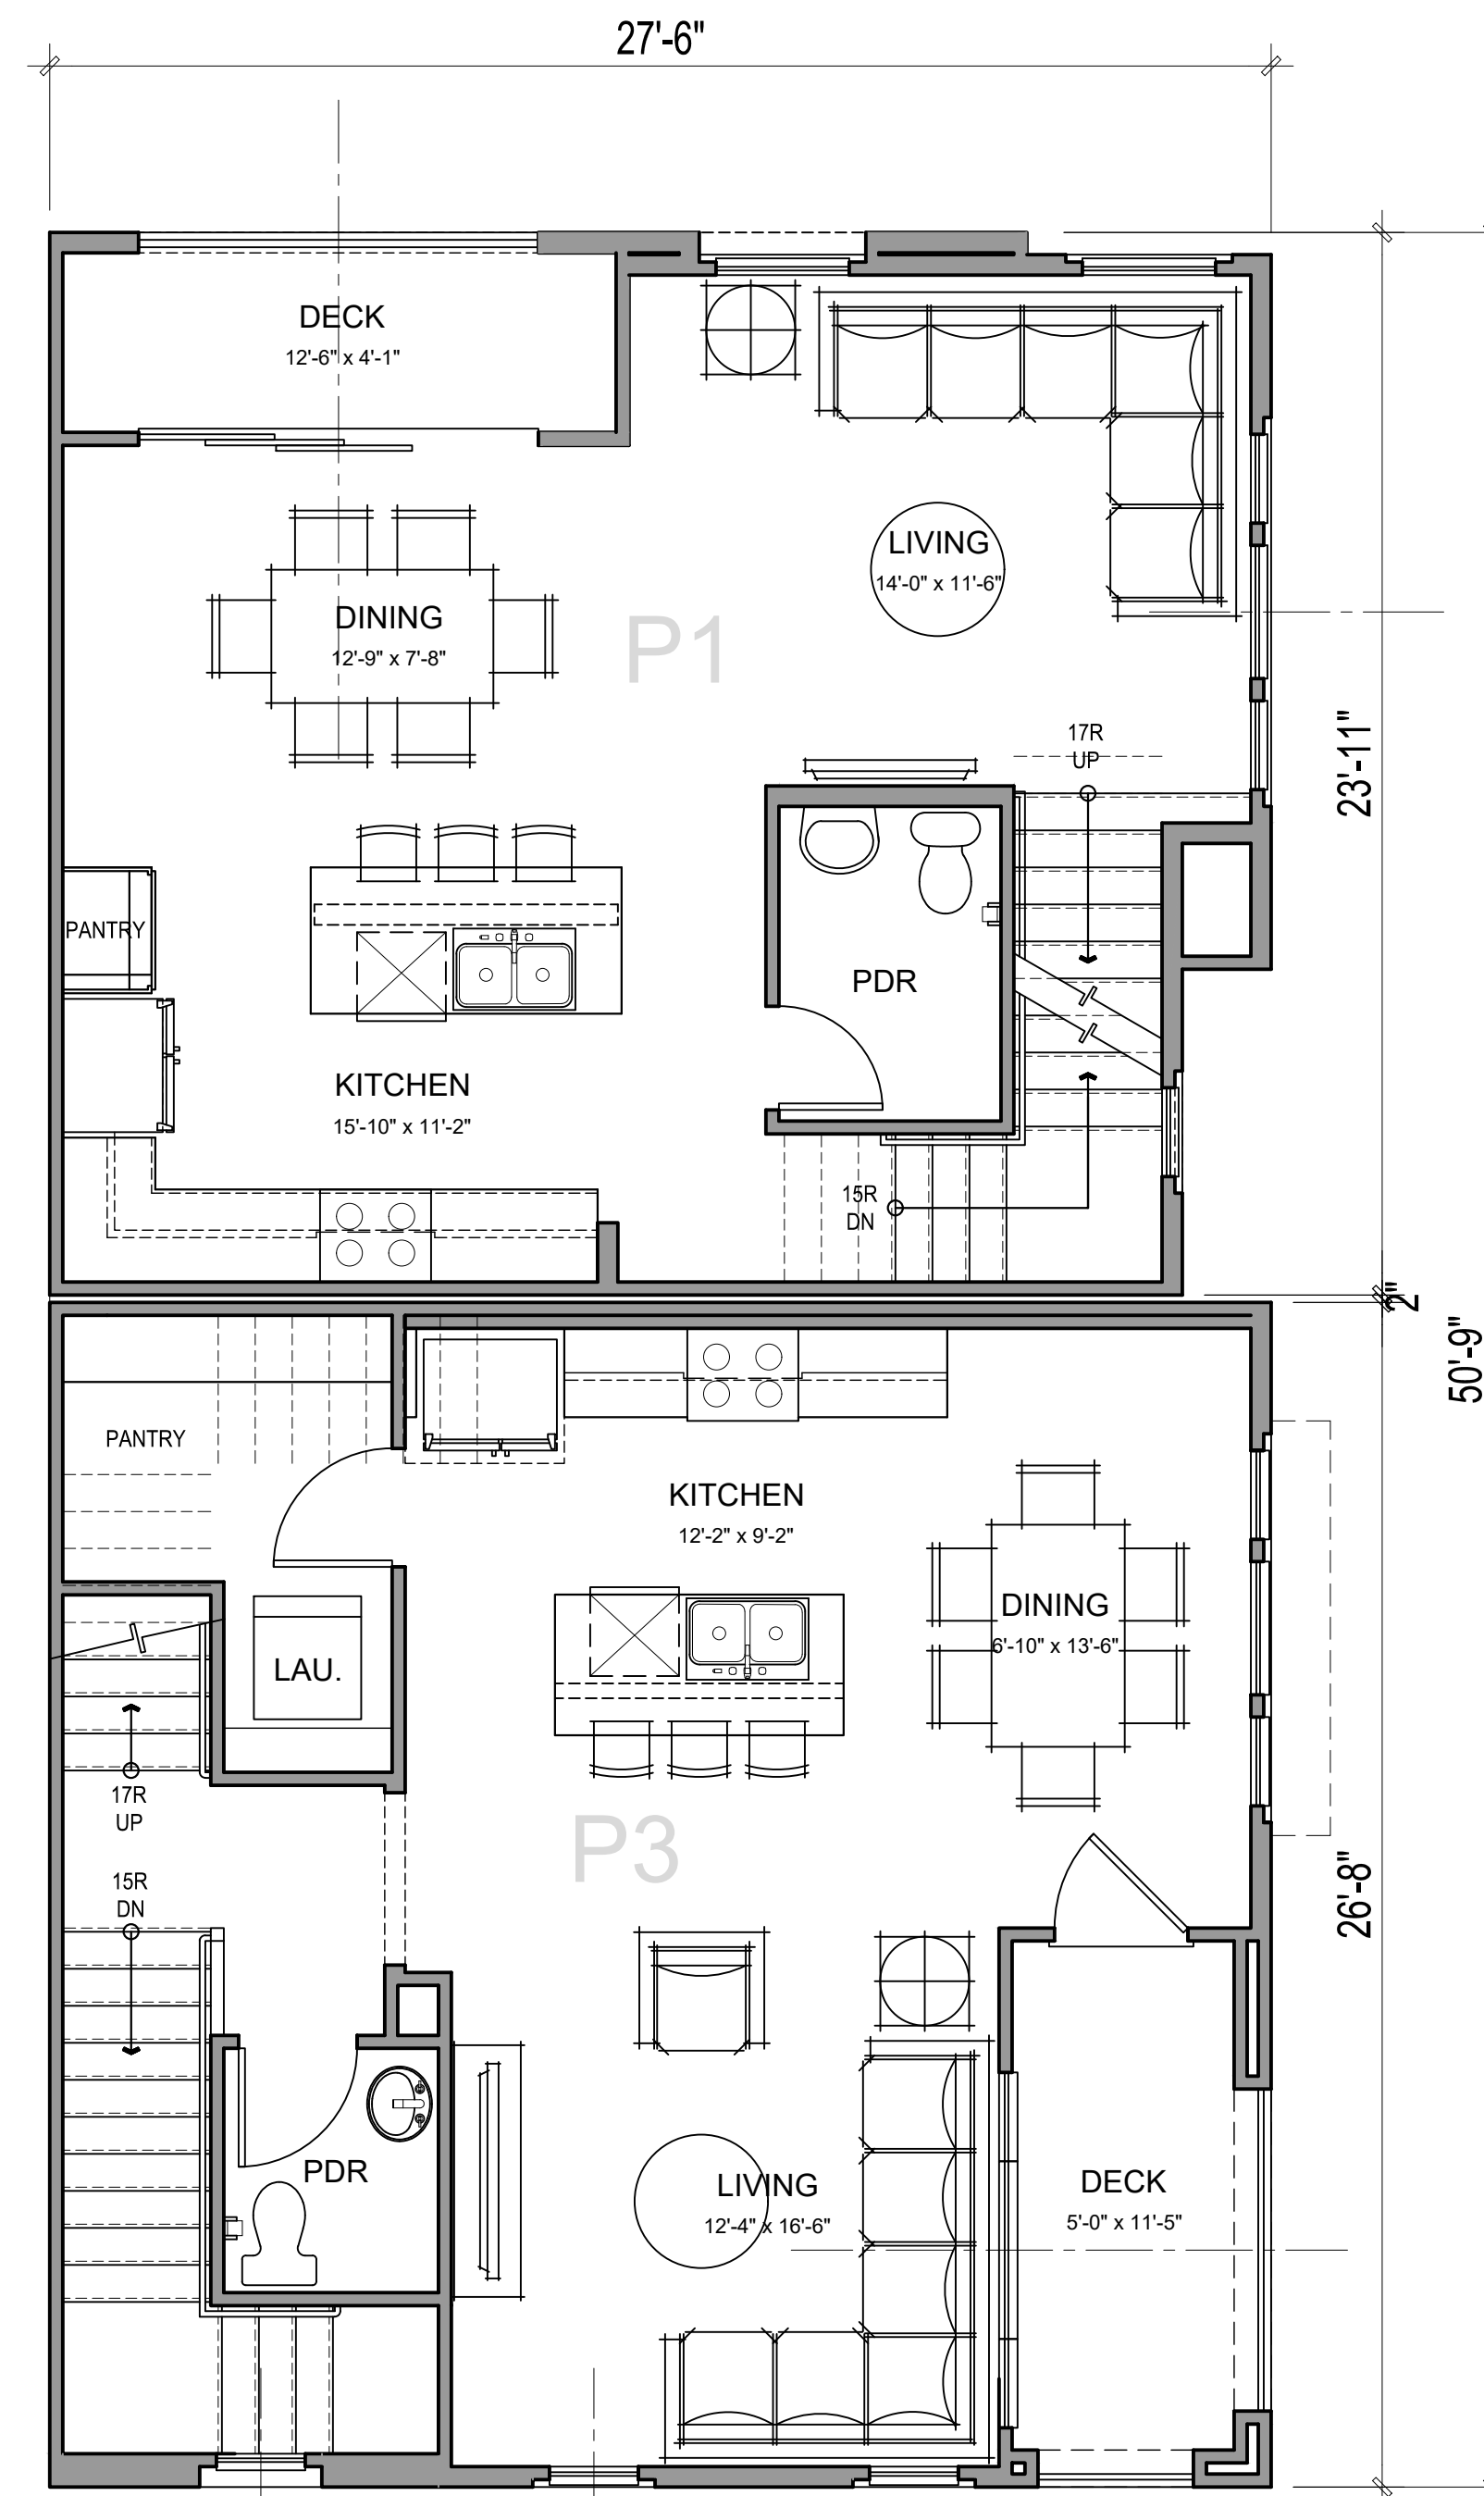 27'-6"
DECK
12'-6" x 4'-1"
LIVING
14'-0" x 11'-6"
DINING
12'-9" x 7'-8"
P1
17R
UP
23'-11"
PANTRY
PDR
KITCHEN
15'-10" x 11'-2"
15R
DN
2"
50'-9"
PANTRY
KITCHEN
12'-2" x 9'-2"
DINING
6'-10" x 13'-6"
LAU.
17R
UP
P3
15R
DN
26'-8"
PDR
LIVING
12'-4" x 16'-6"
DECK
5'-0" x 11'-5"